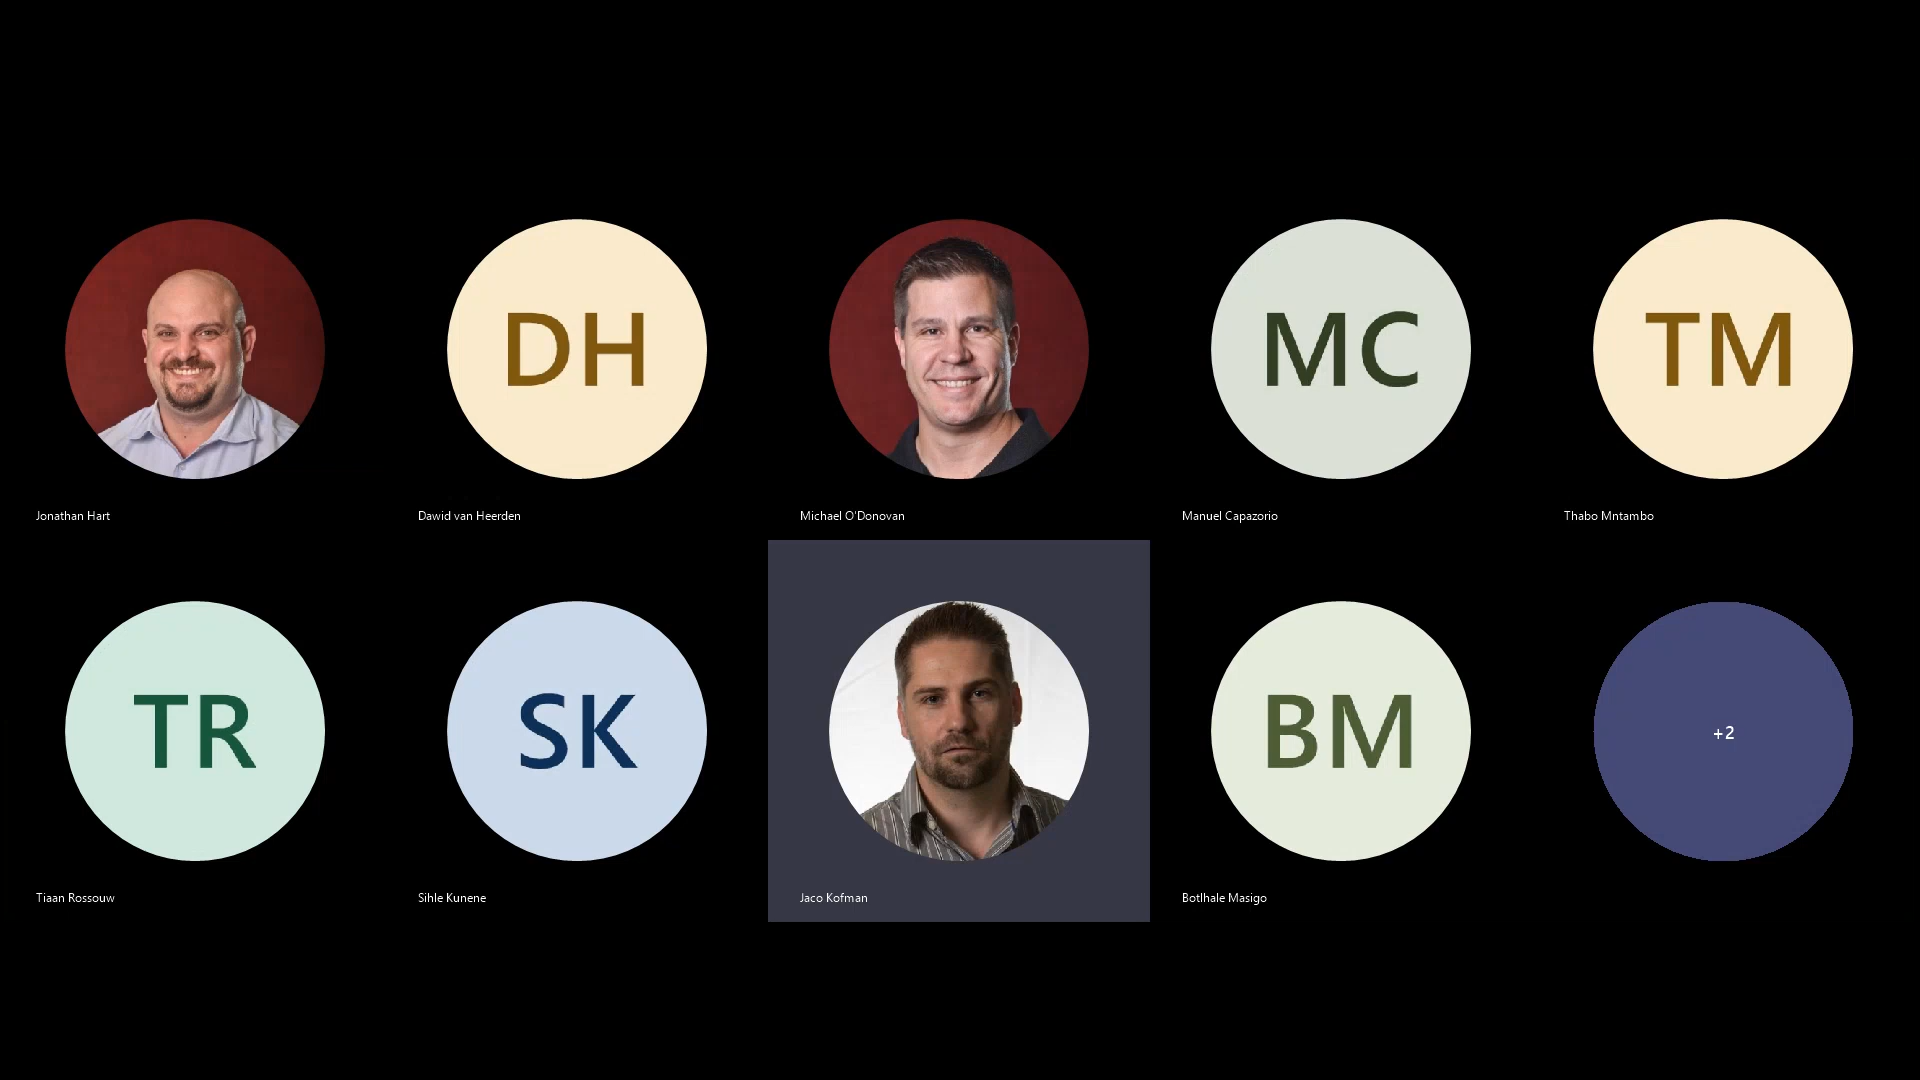 DH
MC
TM
Jonathan Hart
Dawid van Heerden
Michael O'Donovan
Manuel Capazorio
Thabo Mntambo
TR
SK
BM
+2
Tiaan Rossouw
Sihle Kunene
Jaco Kofman
Botlhale Masigo